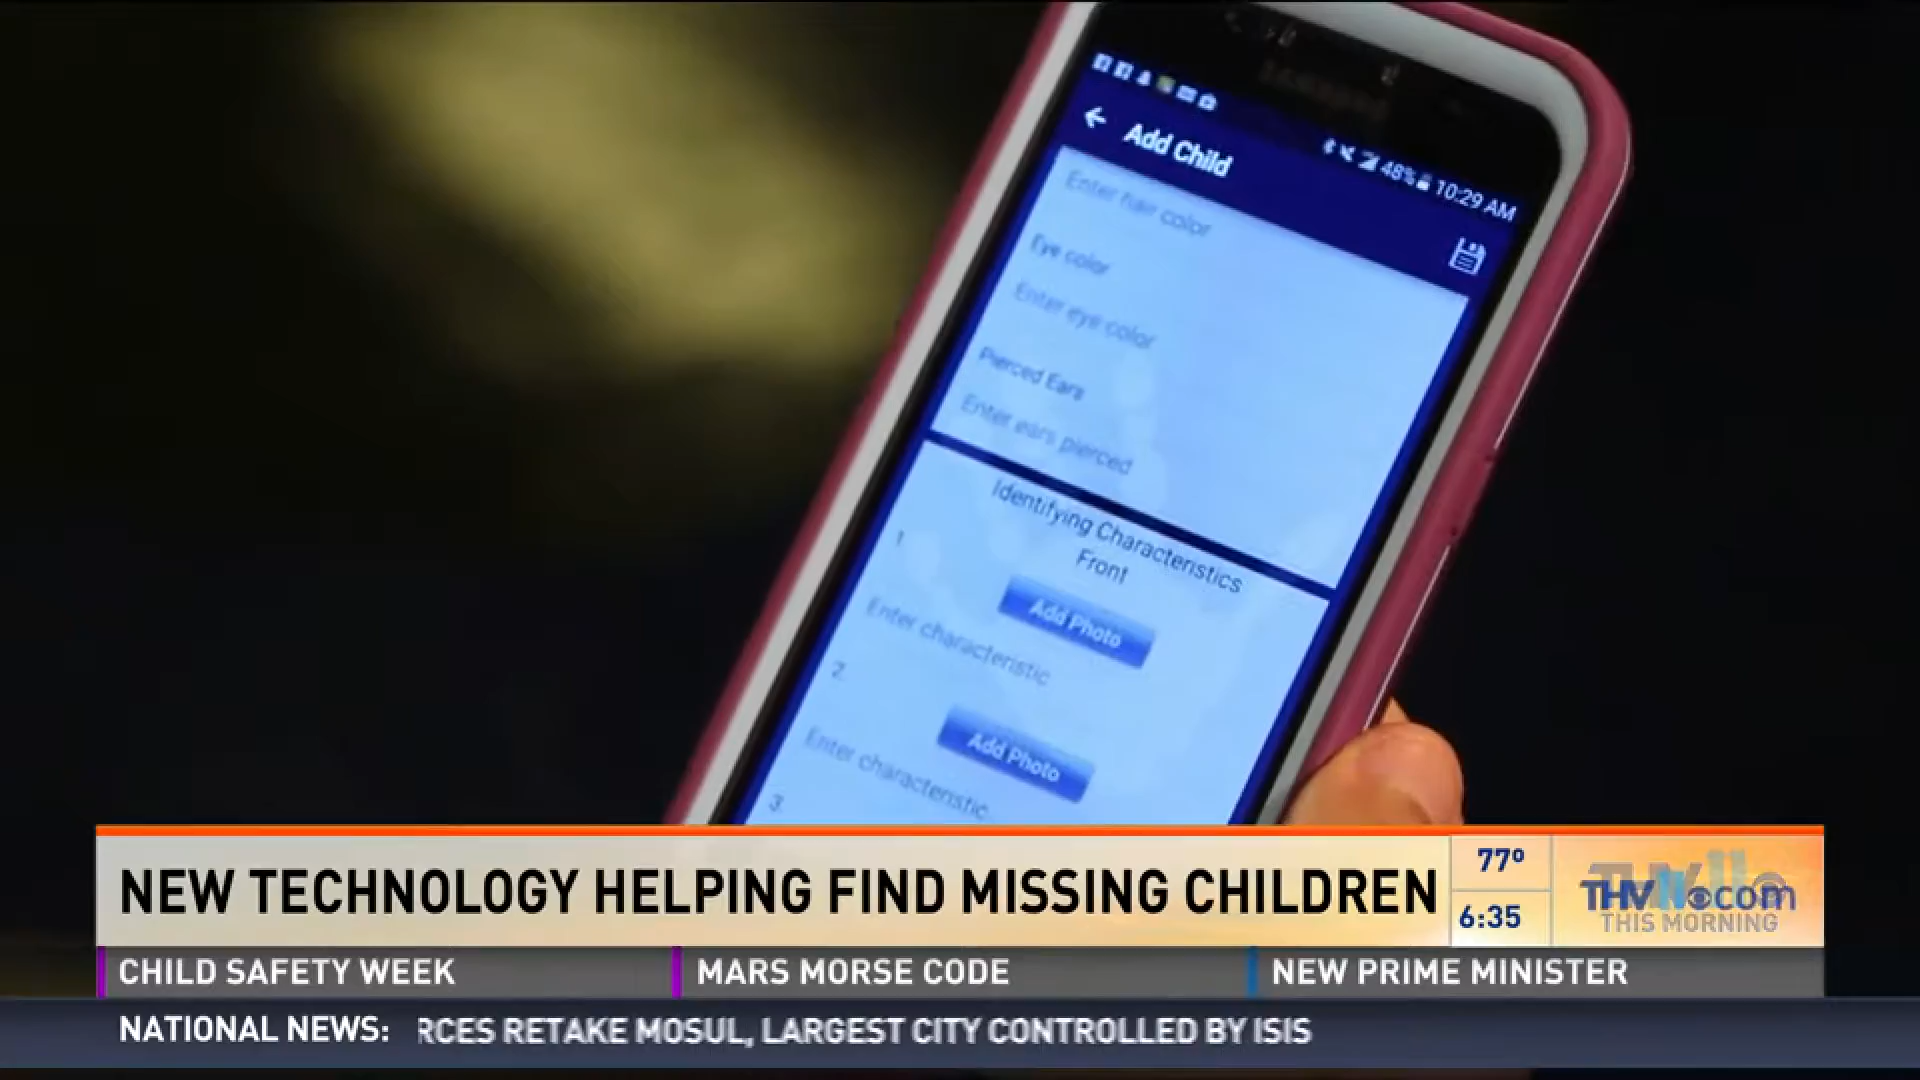 48% 10:29 AM
Add Child
Enter hair color
Eye color
Enter eye color
Pierced Ears
Enter ears pierced
Identifying Characteristics
Front
1
Add Photo
Enter characteristic
2
Add Photo
Enter characteristic
3
NEW TECHNOLOGY HELPING FIND MISSING CHILDREN
77°
6:35
THV11.com
THIS MORNING
CHILD SAFETY WEEK
MARS MORSE CODE
NEW PRIME MINISTER
NATIONAL NEWS: RCES RETAKE MOSUL, LARGEST CITY CONTROLLED BY ISIS